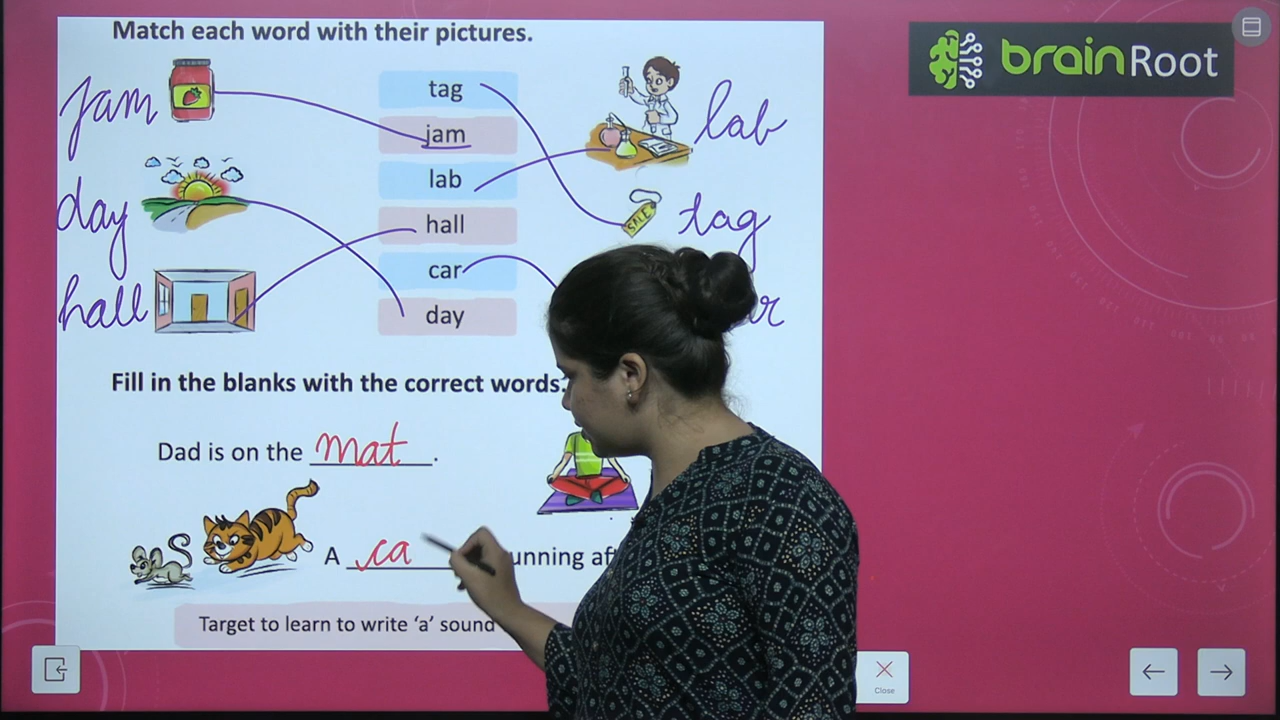 Match each word with their pictures.
brain Root
jam
tag
lab
jam
SALE
lab
day
hall
tag
car
hall
day
Fill in the blanks with the correct words.
Dad is on the mat.
A ca unning af
Target to learn to write ‘a’ sound
Close